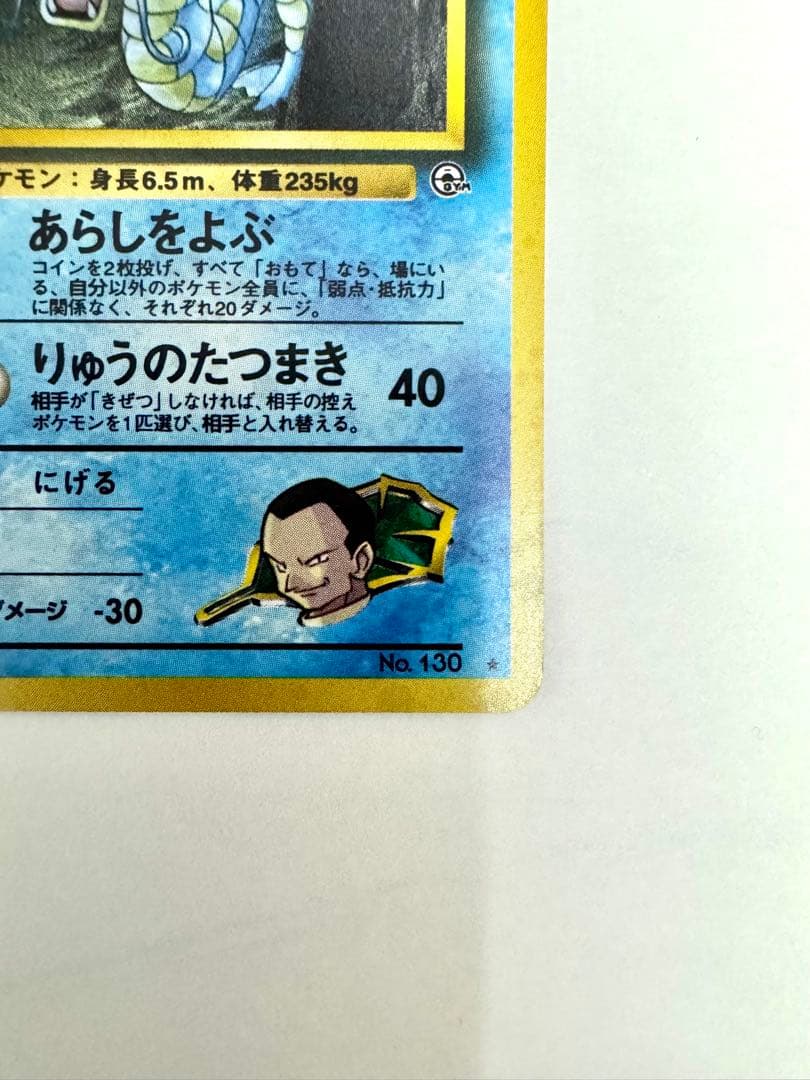 ケモン：身長6.5m、体重235kg
GYM
あらしをよぶ
コインを2枚投げ、すべて「おもて」なら、場にい
る、自分以外のポケモン全員に、「弱点・抵抗力」
に関係なく、それぞれ20ダメージ。
りゅうのたつまき 40
相手が「きぜつ」しなければ、相手の控え
ポケモンを1匹選び、相手と入れ替える。
にげる
ダメージ -30
No. 130 ★